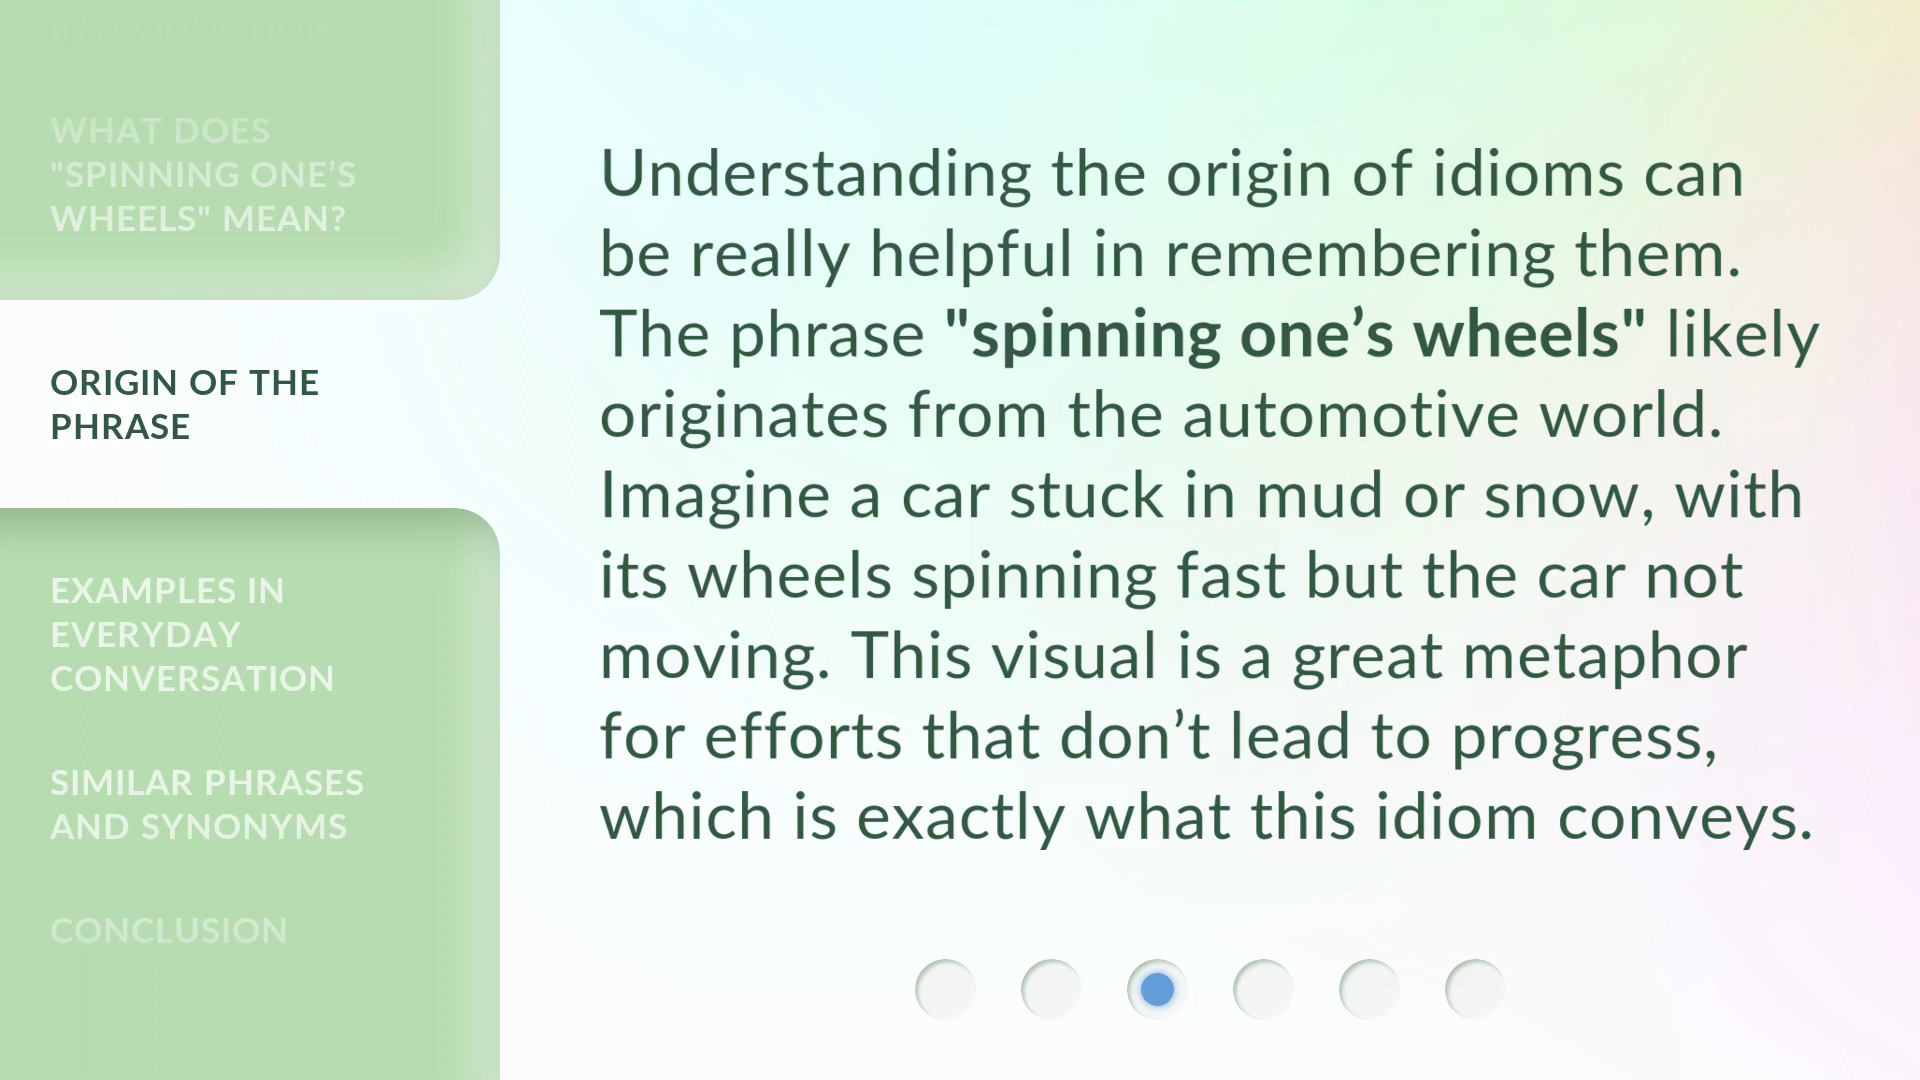 INTRODUCTION
WHAT DOES
"SPINNING ONE’S
WHEELS" MEAN?
ORIGIN OF THE
PHRASE
EXAMPLES IN
EVERYDAY
CONVERSATION
SIMILAR PHRASES
AND SYNONYMS
CONCLUSION
Understanding the origin of idioms can
be really helpful in remembering them.
The phrase "spinning one’s wheels" likely
originates from the automotive world.
Imagine a car stuck in mud or snow, with
its wheels spinning fast but the car not
moving. This visual is a great metaphor
for efforts that don’t lead to progress,
which is exactly what this idiom conveys.